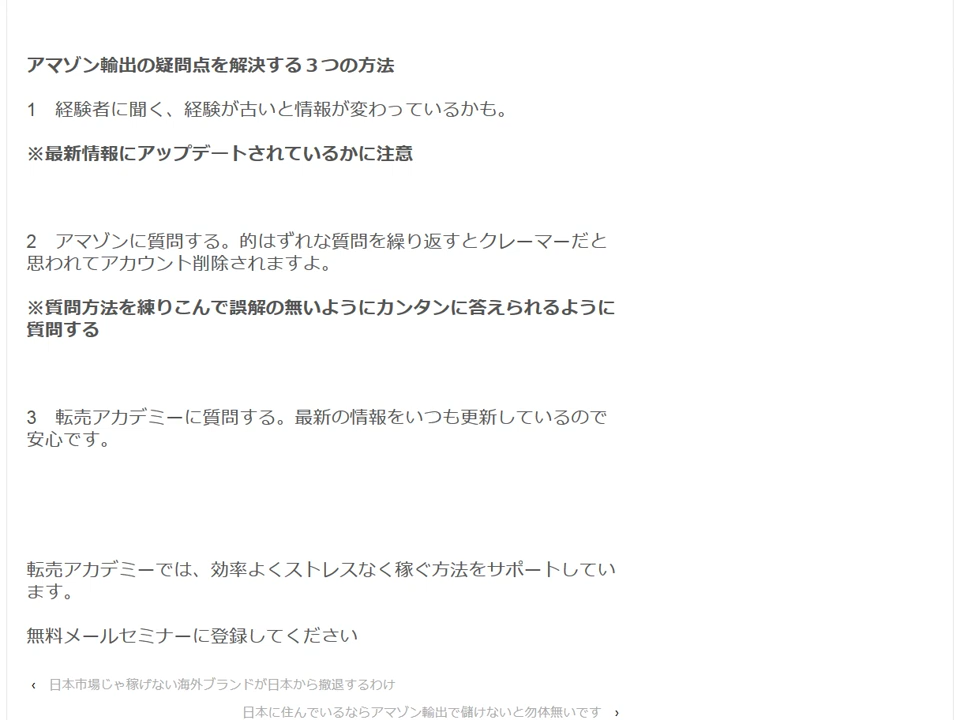 アマゾン輸出の疑問点を解決する３つの方法
1　経験者に聞く、経験が古いと情報が変わっているかも。
※最新情報にアップデートされているかに注意
2　アマゾンに質問する。的はずれな質問を繰り返すとクレーマーだと
思われてアカウント削除されますよ。
※質問方法を練りこんで誤解の無いようにカンタンに答えられるように
質問する
3　転売アカデミーに質問する。最新の情報をいつも更新しているので
安心です。
転売アカデミーでは、効率よくストレスなく稼ぐ方法をサポートしてい
ます。
無料メールセミナーに登録してください
‹　日本市場じゃ稼げない海外ブランドが日本から撤退するわけ
日本に住んでいるならアマゾン輸出で儲けないと勿体無いです　›